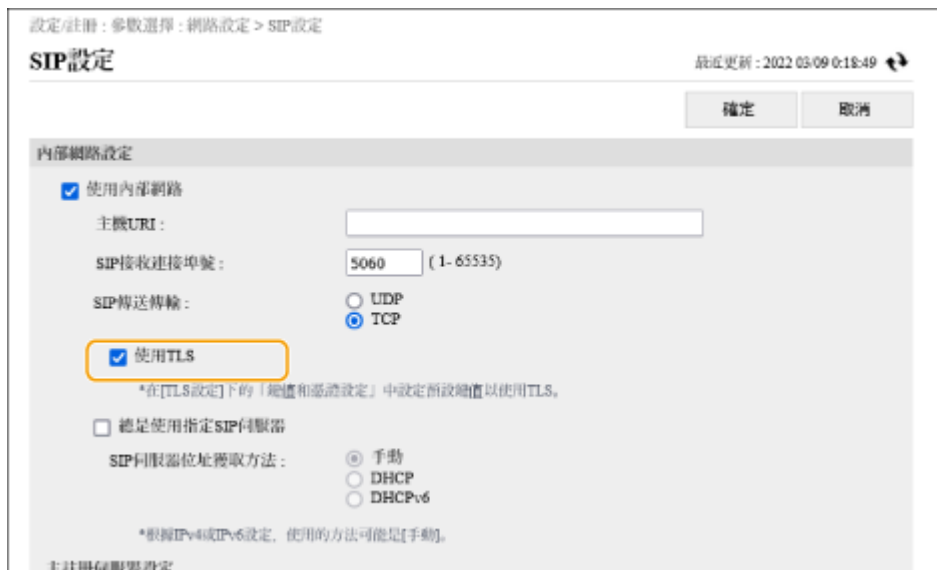 設定/註冊 : 參數選擇 : 網路設定 > SIP設定
SIP設定
最近更新 : 2022 03/09 0:18:49
確定 取消
內部網路設定
使用內部網路
主機URI :
SIP接收連接埠號 : 5060 ( 1- 65535)
SIP傳送傳輸 : UDP
TCP
使用TLS
*在[TLS設定]下的「鍵值和憑證設定」中設定預設鍵值以使用TLS。
總是使用指定SIP伺服器
SIP伺服器位址獲取方法 : 手動
DHCP
DHCPv6
*根據IPv4或IPv6設定，使用的方法可能是[手動]。
主註冊伺服器設定